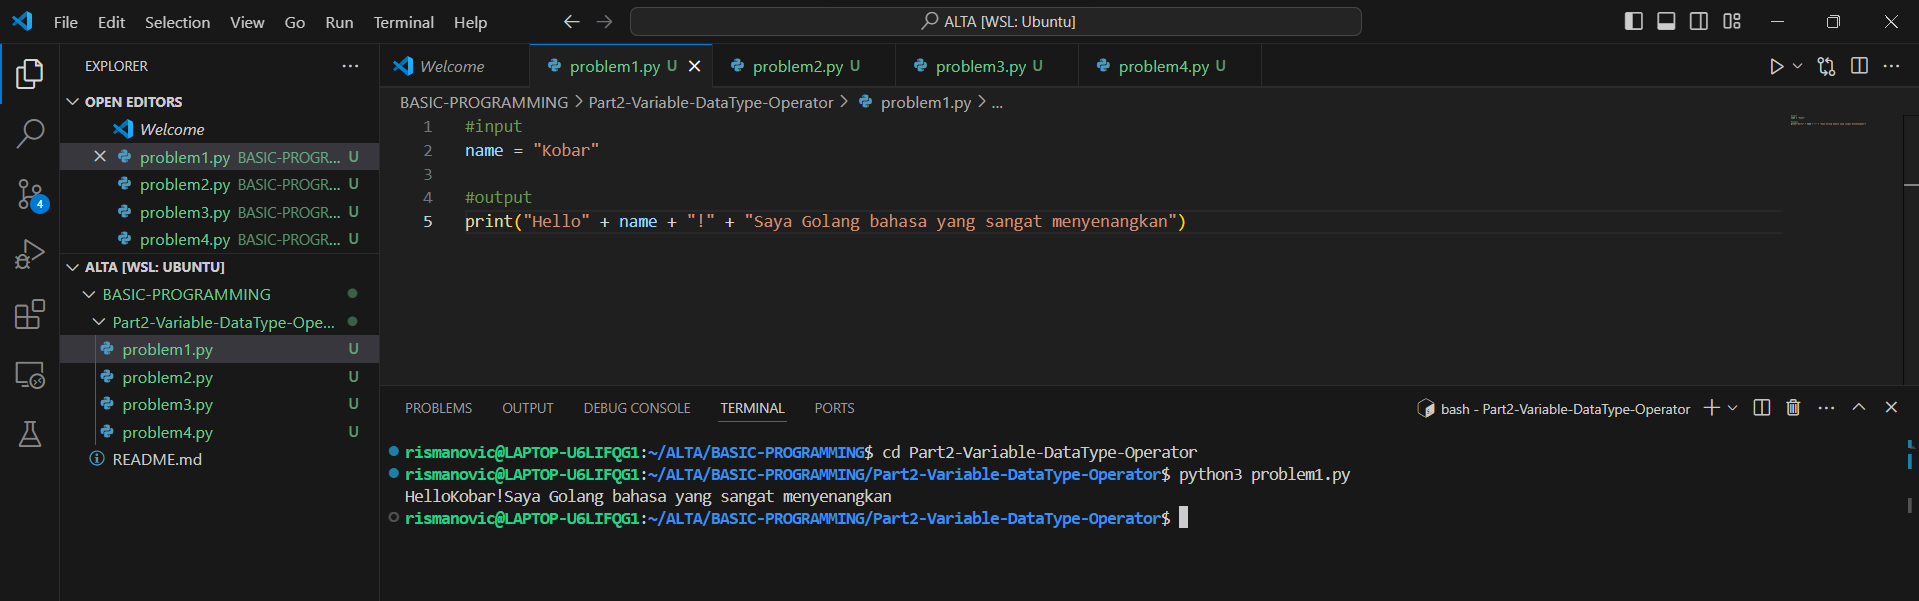 File Edit Selection View Go Run Terminal Help
ALTA [WSL: Ubuntu]
EXPLORER
OPEN EDITORS
Welcome
problem1.py BASIC-PROGR... U
problem2.py BASIC-PROGR... U
problem3.py BASIC-PROGR... U
problem4.py BASIC-PROGR... U
ALTA [WSL: UBUNTU]
BASIC-PROGRAMMING
Part2-Variable-DataType-Ope...
problem1.py U
problem2.py U
problem3.py U
problem4.py U
README.md
4
Welcome problem1.py U problem2.py U problem3.py U problem4.py U
BASIC-PROGRAMMING > Part2-Variable-DataType-Operator > problem1.py > ...
1 #input
2 name = "Kobar"
3
4 #output
5 print("Hello" + name + "!" + "Saya Golang bahasa yang sangat menyenangkan")
PROBLEMS OUTPUT DEBUG CONSOLE TERMINAL PORTS
bash - Part2-Variable-DataType-Operator
rismanovic@LAPTOP-U6LIFQG1:~/ALTA/BASIC-PROGRAMMING$ cd Part2-Variable-DataType-Operator
rismanovic@LAPTOP-U6LIFQG1:~/ALTA/BASIC-PROGRAMMING/Part2-Variable-DataType-Operator$ python3 problem1.py
HelloKobar!Saya Golang bahasa yang sangat menyenangkan
rismanovic@LAPTOP-U6LIFQG1:~/ALTA/BASIC-PROGRAMMING/Part2-Variable-DataType-Operator$